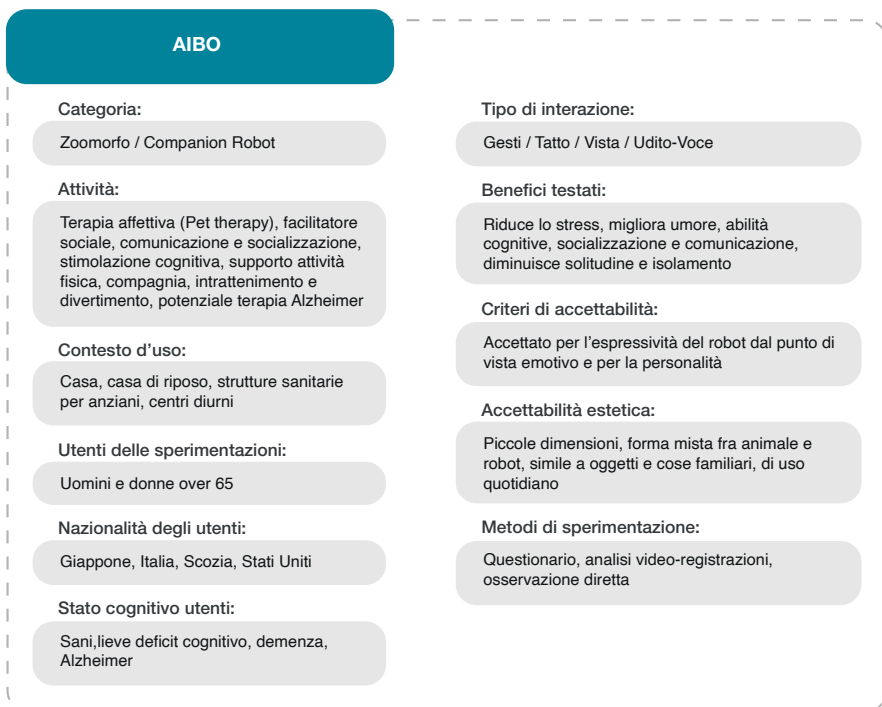 AIBO
Categoria:
Zoomorfo / Companion Robot
Attività:
Terapia affettiva (Pet therapy), facilitatore
sociale, comunicazione e socializzazione,
stimolazione cognitiva, supporto attività
fisica, compagnia, intrattenimento e
divertimento, potenziale terapia Alzheimer
Contesto d’uso:
Casa, casa di riposo, strutture sanitarie
per anziani, centri diurni
Utenti delle sperimentazioni:
Uomini e donne over 65
Nazionalità degli utenti:
Giappone, Italia, Scozia, Stati Uniti
Stato cognitivo utenti:
Sani,lieve deficit cognitivo, demenza,
Alzheimer
Tipo di interazione:
Gesti / Tatto / Vista / Udito-Voce
Benefici testati:
Riduce lo stress, migliora umore, abilità
cognitive, socializzazione e comunicazione,
diminuisce solitudine e isolamento
Criteri di accettabilità:
Accettato per l’espressività del robot dal punto di
vista emotivo e per la personalità
Accettabilità estetica:
Piccole dimensioni, forma mista fra animale e
robot, simile a oggetti e cose familiari, di uso
quotidiano
Metodi di sperimentazione:
Questionario, analisi video-registrazioni,
osservazione diretta